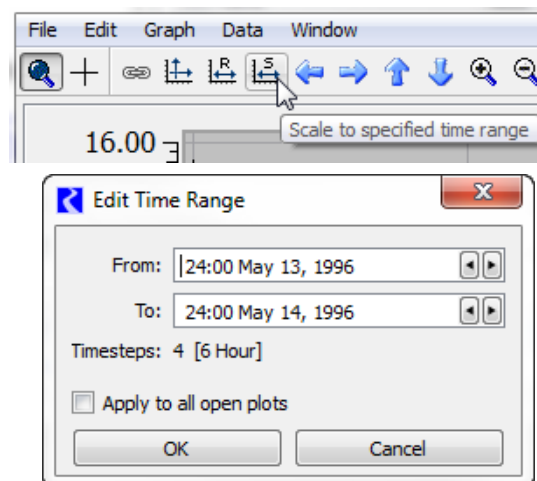 File Edit Graph Data Window
R S
Scale to specified time range
16.00
Edit Time Range
From: 24:00 May 13, 1996
To: 24:00 May 14, 1996
Timesteps: 4 [6 Hour]
Apply to all open plots
OK Cancel